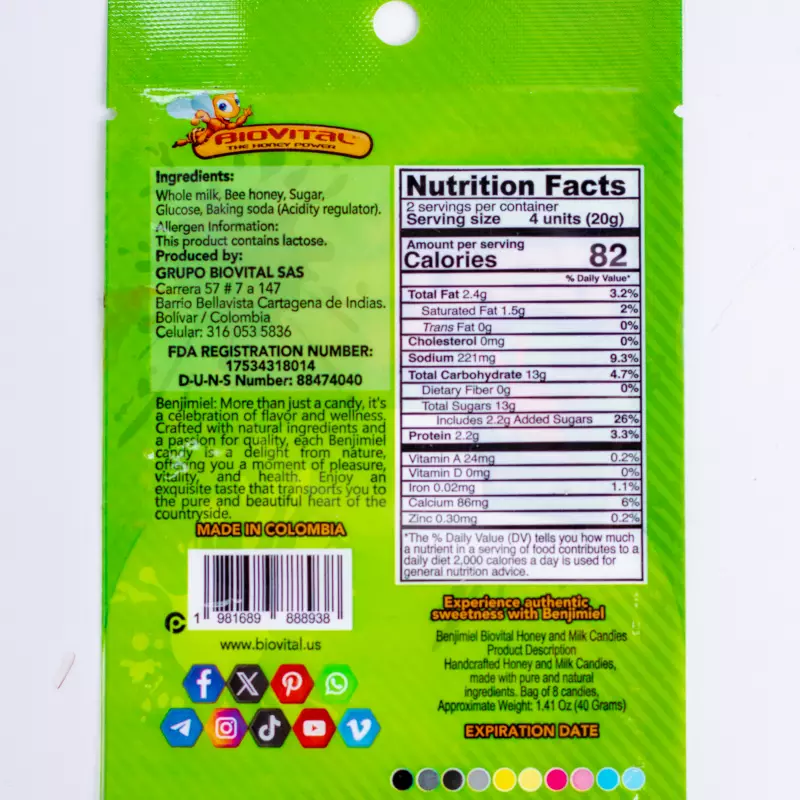 BIOVITAL
THE HONEY POWER
Ingredients:
Whole milk, Bee honey, Sugar,
Glucose, Baking soda (Acidity regulator).
Allergen Information:
This product contains lactose.
Produced by:
GRUPO BIOVITAL SAS
Carrera 57 # 7 a 147
Barrio Bellavista Cartagena de Indias.
Bolívar / Colombia
Celular: 316 053 5836
FDA REGISTRATION NUMBER:
17534318014
D-U-N-S Number: 88474040
Benjimiel: More than just a candy, it's
a celebration of flavor and wellness.
Crafted with natural ingredients and
a passion for quality, each Benjimiel
candy is a delight from nature,
offering you a moment of pleasure,
vitality, and health. Enjoy an
exquisite taste that transports you to
the pure and beautiful heart of the
countryside.
MADE IN COLOMBIA
1 981689 888938
www.biovital.us
Nutrition Facts
2 servings per container
Serving size 4 units (20g)
Amount per serving
Calories 82
% Daily Value*
Total Fat 2.4g 3.2%
Saturated Fat 1.5g 2%
Trans Fat 0g 0%
Cholesterol 0mg 0%
Sodium 221mg 9.3%
Total Carbohydrate 13g 4.7%
Dietary Fiber 0g 0%
Total Sugars 13g
Includes 2.2g Added Sugars 26%
Protein 2.2g 3.3%
Vitamin A 24mg 0.2%
Vitamin D 0mg 0%
Iron 0.02mg 1.1%
Calcium 86mg 6%
Zinc 0.30mg 0.2%
*The % Daily Value (DV) tells you how much
a nutrient in a serving of food contributes to a
daily diet 2,000 calories a day is used for
general nutrition advice.
Experience authentic
sweetness with Benjimiel
Benjimiel Biovital Honey and Milk Candies
Product Description
Handcrafted Honey and Milk Candies,
made with pure and natural
ingredients. Bag of 8 candies,
Approximate Weight: 1.41 Oz (40 Grams)
EXPIRATION DATE